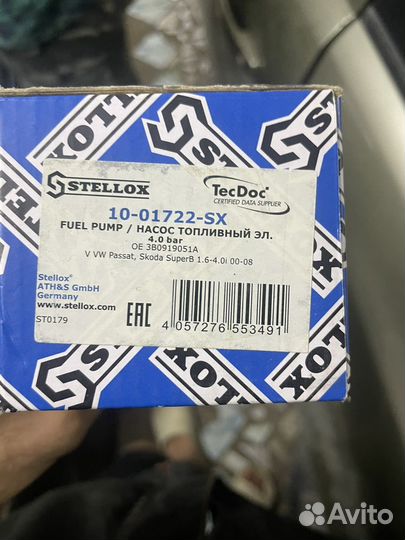 STELLOX
TecDoc
CERTIFIED DATA SUPPLIER
10-01722-SX
FUEL PUMP / НАСОС ТОПЛИВНЫЙ ЭЛ.
4.0 bar
OE 3B0919051A
V VW Passat, Skoda SuperB 1.6-4.0i 00-08
Stellox®
ATH&S GmbH
Germany
www.stellox.com
ST0179
EAC
4 057276 553491
Avito